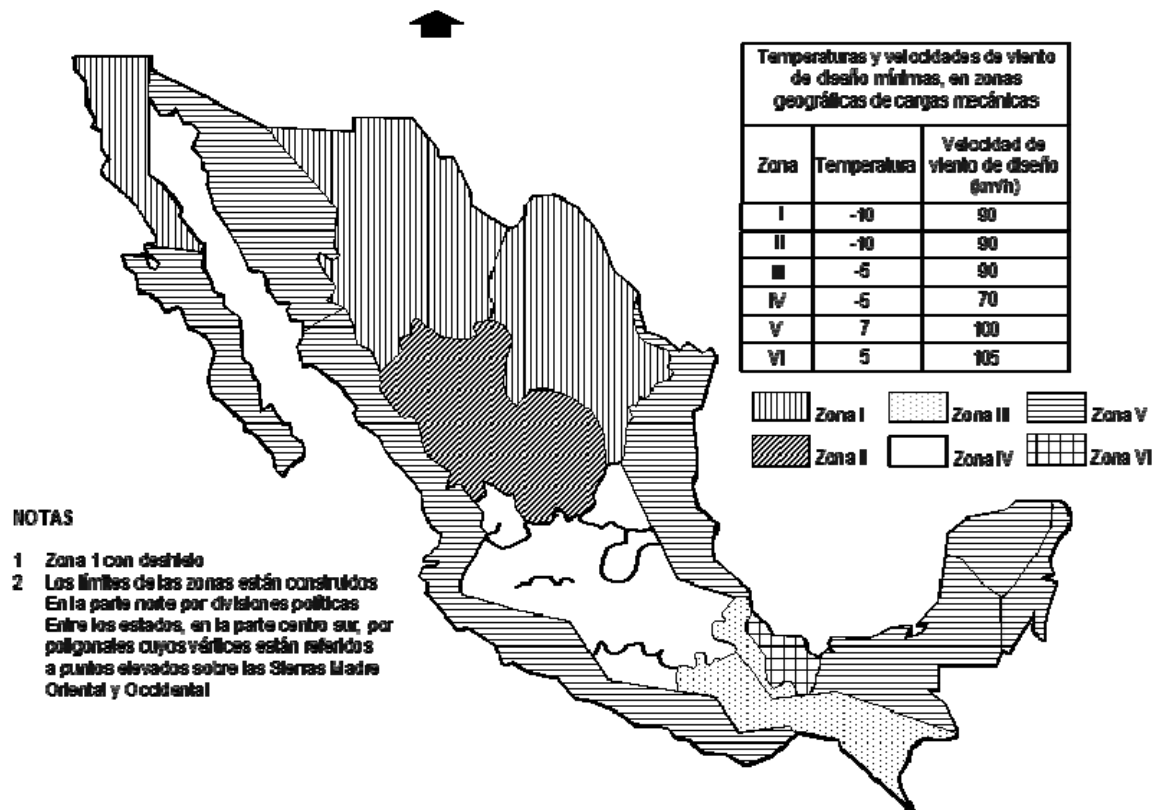 Temperaturas y velocidades de viento
de diseño mínimas, en zonas
geográficas de cargas mecánicas
Zona Temperatura Velocidad de
viento de diseño
(km/h)
I -10 90
II -10 90
III -5 90
IV -5 70
V 7 100
VI 5 105
Zona I Zona III Zona V
Zona II Zona IV Zona VI
NOTAS
1 Zona 1 con deshielo
2 Los límites de las zonas están construidos
En la parte norte por divisiones políticas
Entre los estados, en la parte centro sur, por
poligonales cuyos vértices están referidos
a puntos elevados sobre las Sierras Madre
Oriental y Occidental